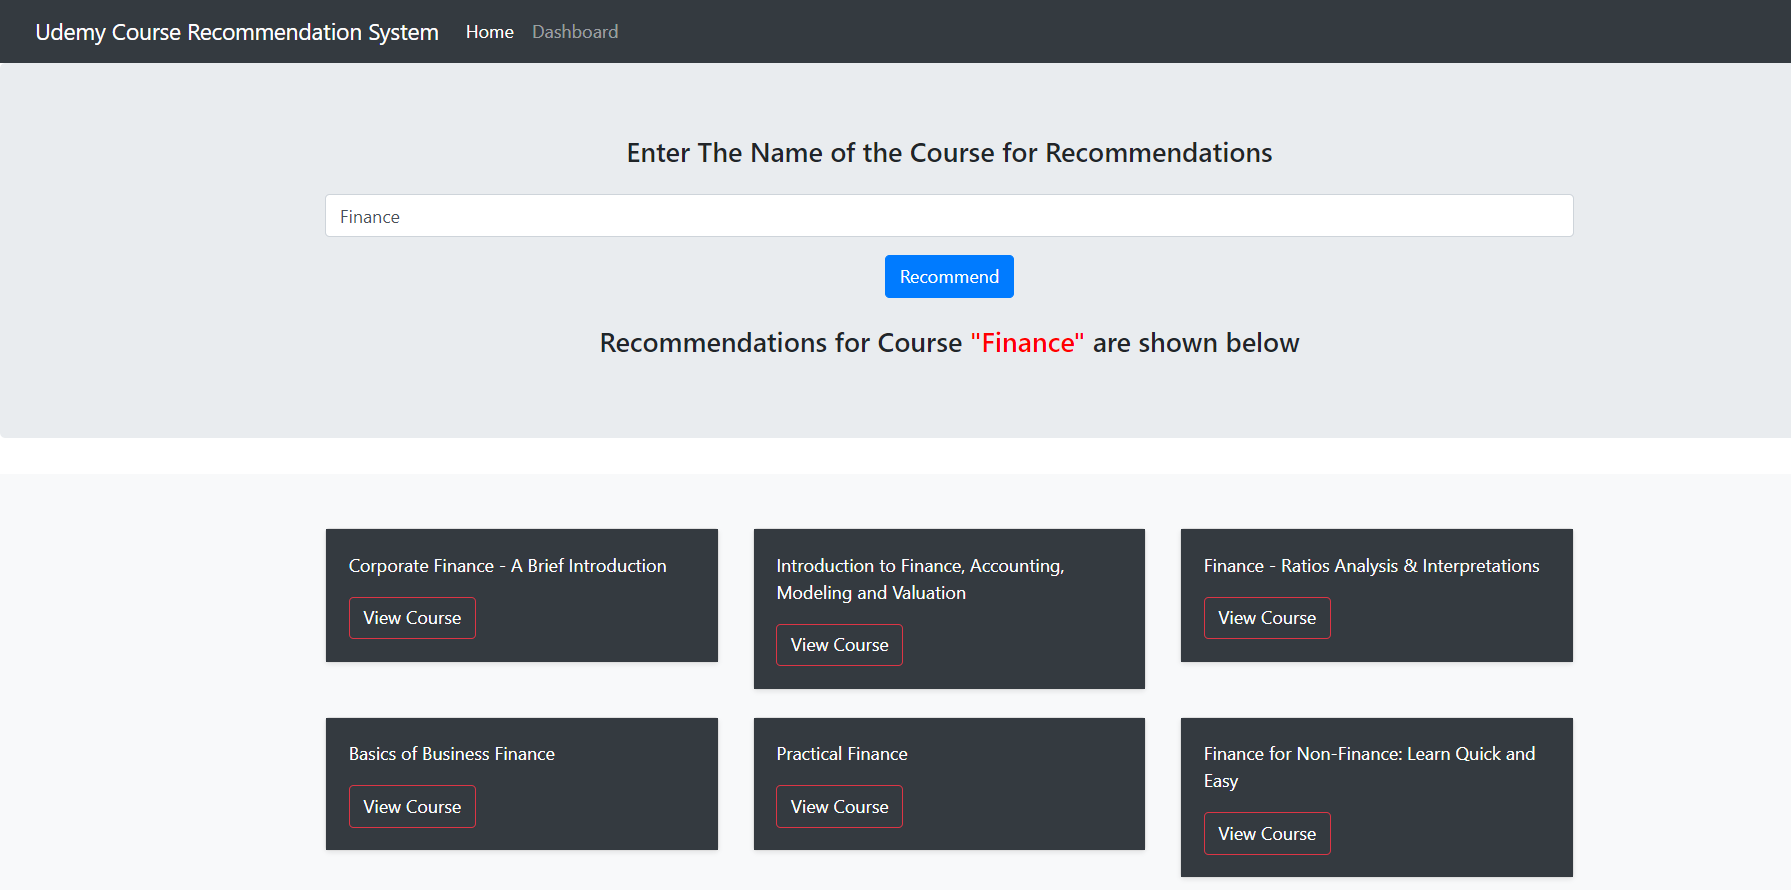 Udemy Course Recommendation System Home Dashboard
Enter The Name of the Course for Recommendations
Finance
Recommend
Recommendations for Course "Finance" are shown below
Corporate Finance - A Brief Introduction
View Course
Introduction to Finance, Accounting,
Modeling and Valuation
View Course
Finance - Ratios Analysis & Interpretations
View Course
Basics of Business Finance
View Course
Practical Finance
View Course
Finance for Non-Finance: Learn Quick and
Easy
View Course